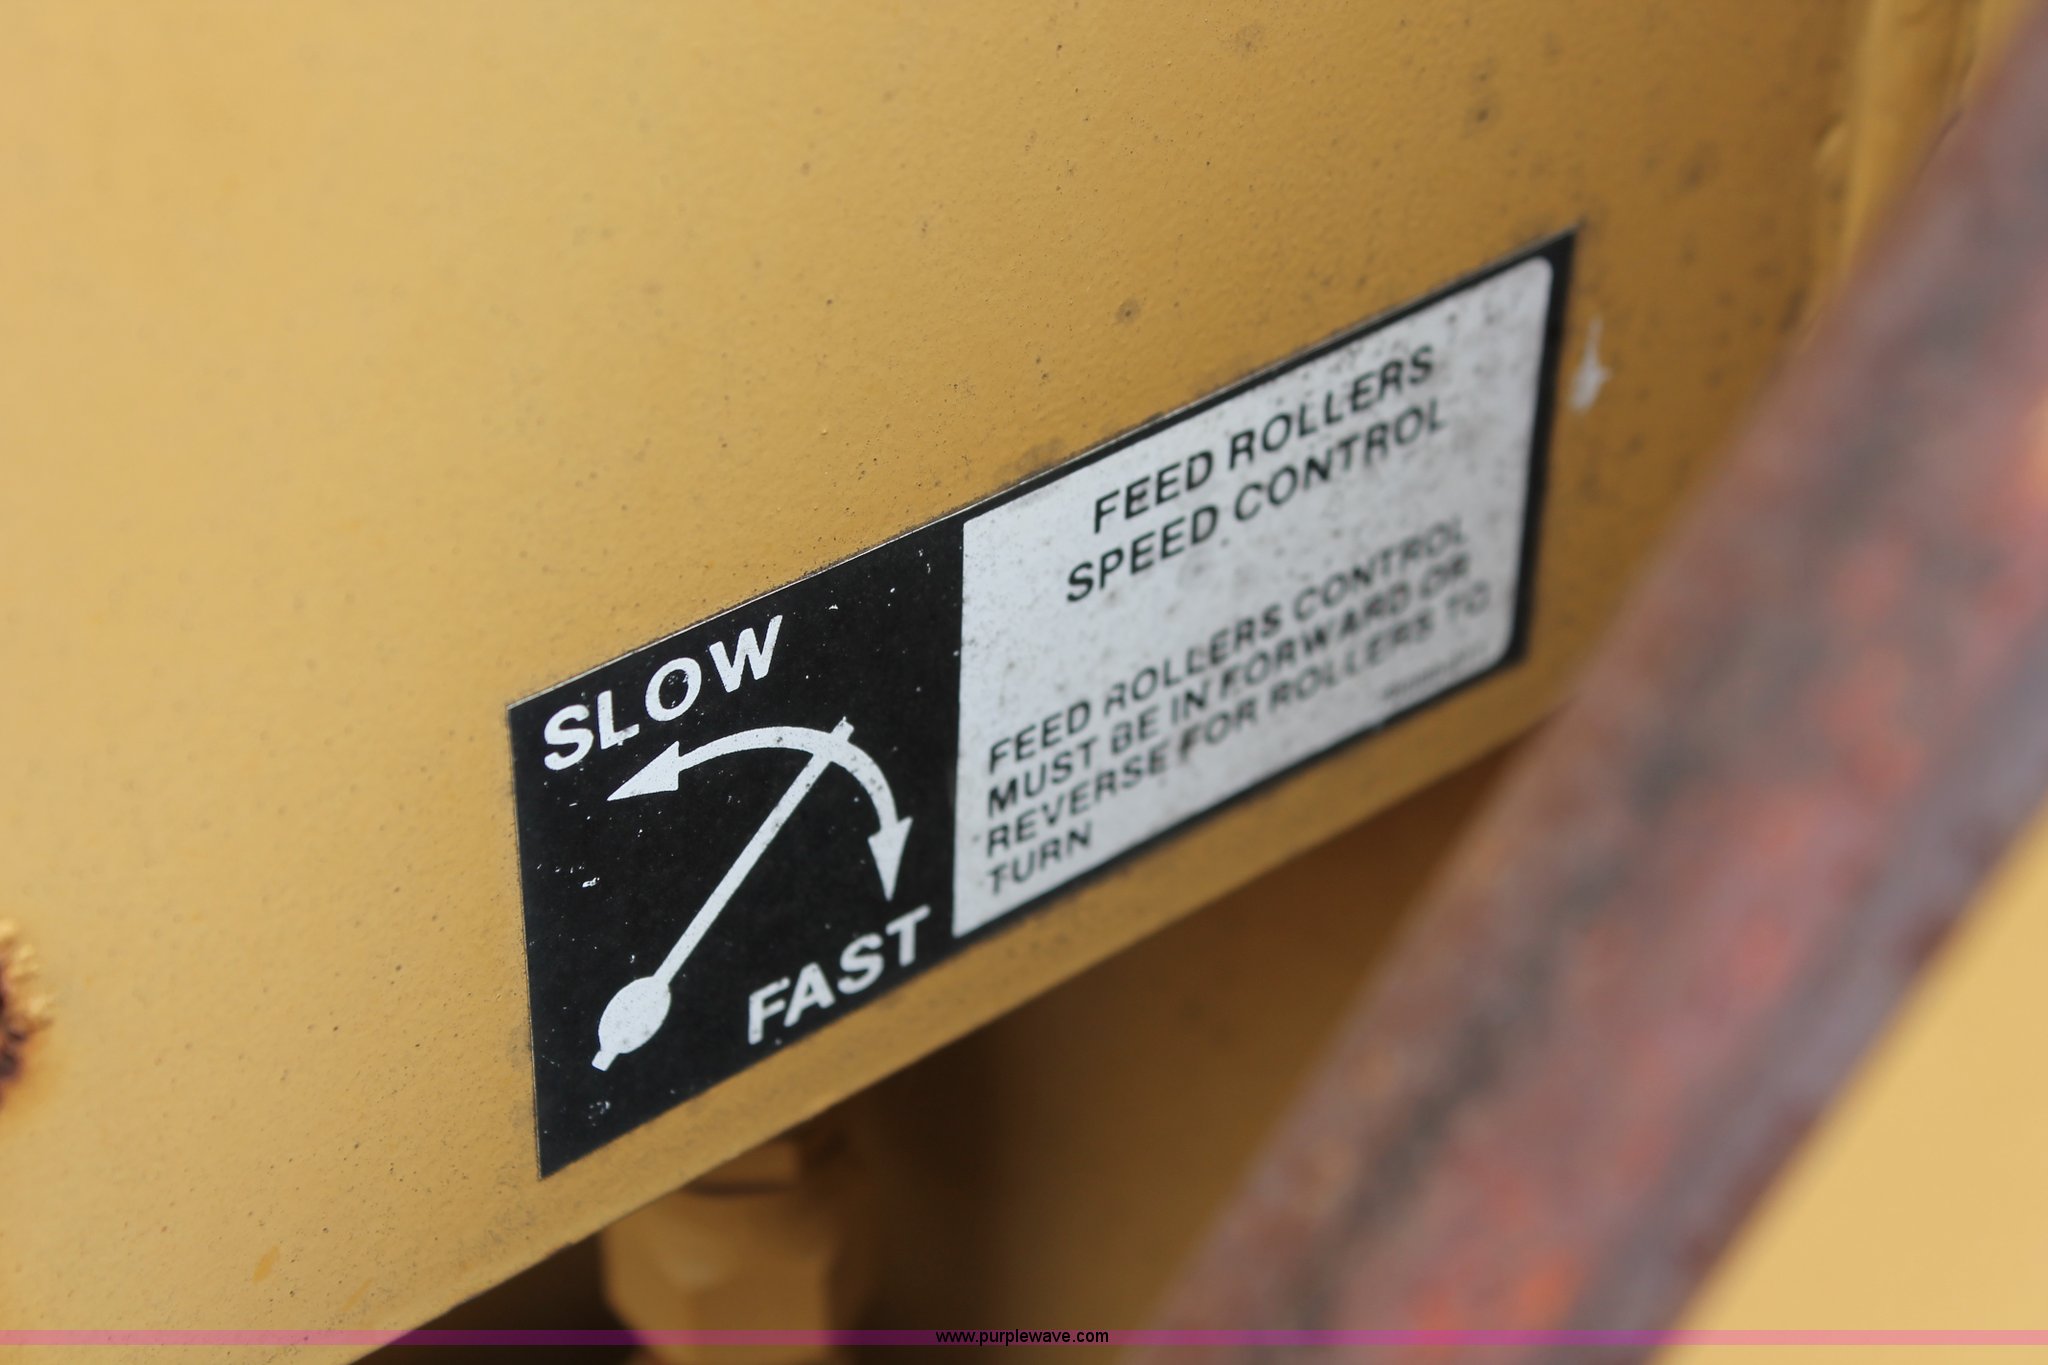 SLOW
FAST
FEED ROLLERS
SPEED CONTROL
FEED ROLLERS CONTROL
MUST BE IN FORWARD OR
REVERSE FOR ROLLERS TO
TURN
www.purplewave.com